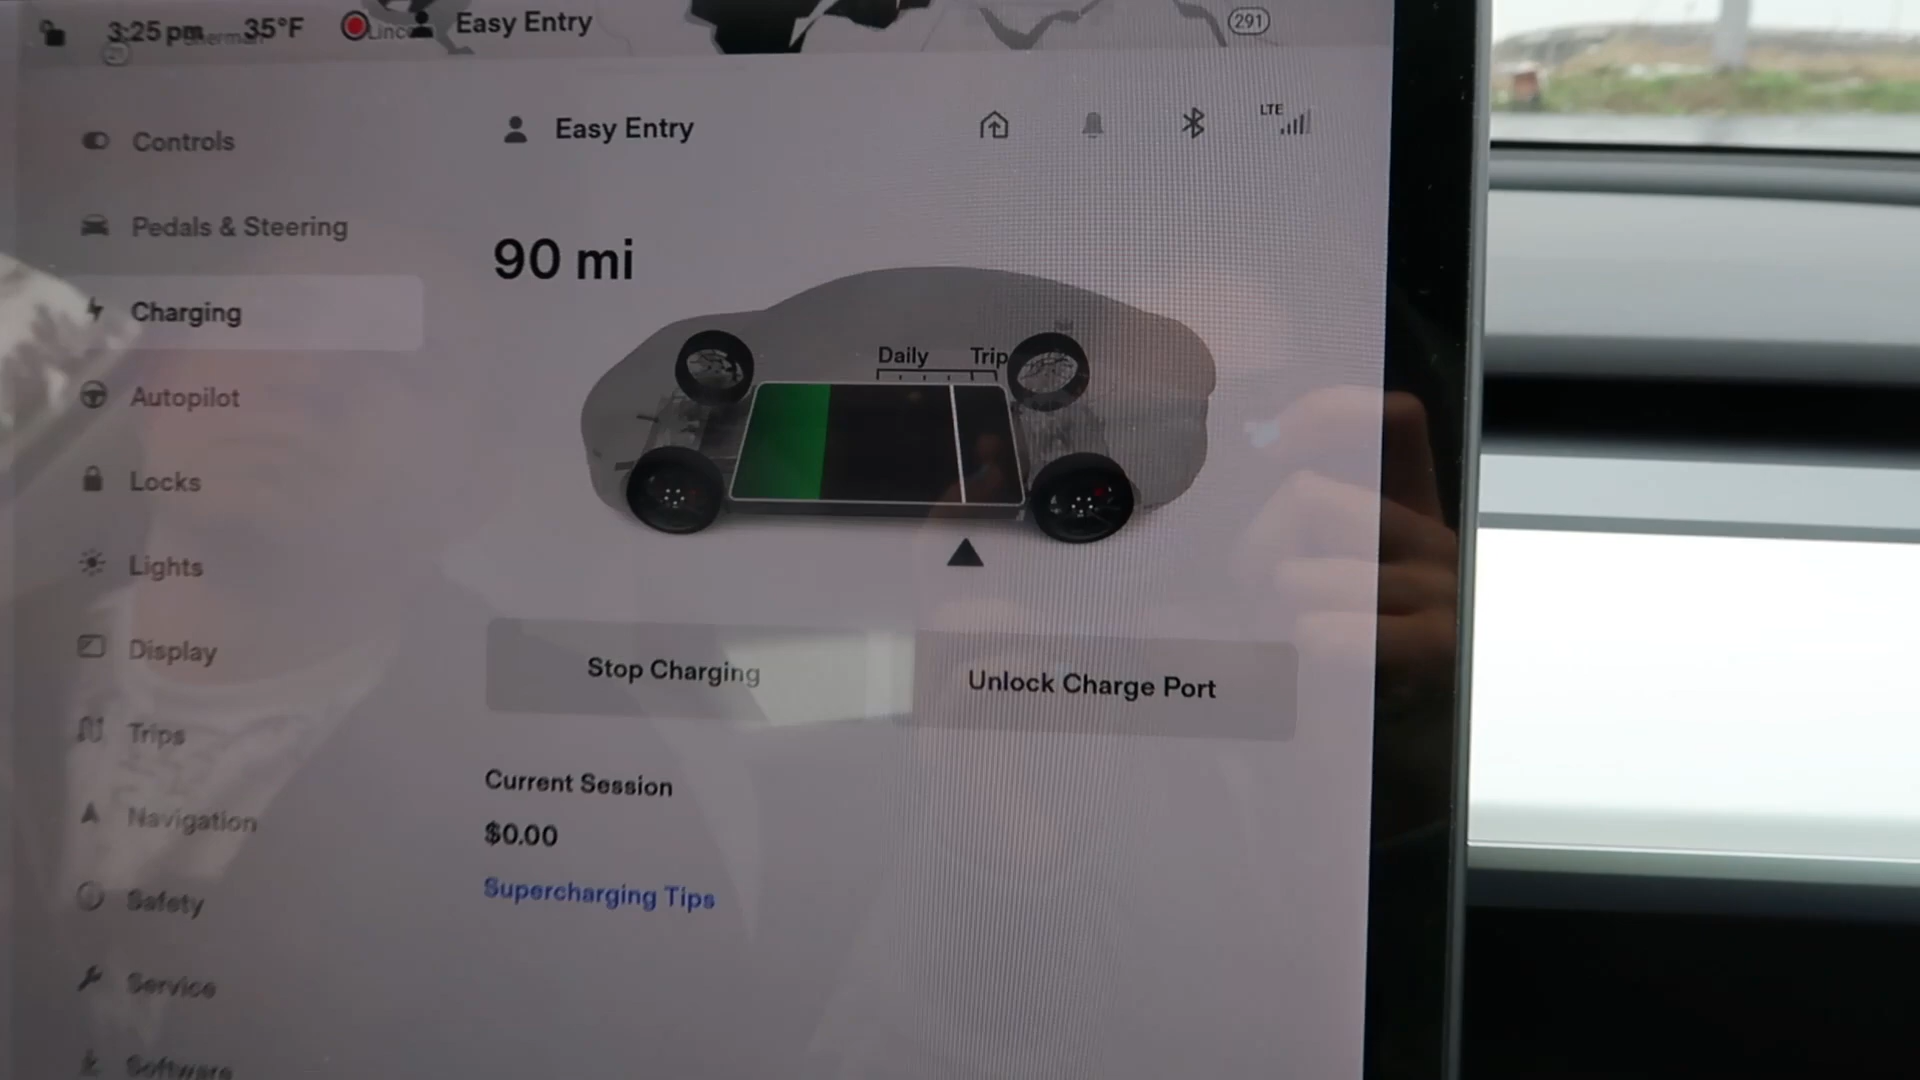 3:25 pm 35°F Easy Entry 291
Controls
Easy Entry
LTE
Pedals & Steering
90 mi
Charging
Daily Trip
Autopilot
Locks
Lights
Stop Charging
Unlock Charge Port
Display
Trips
Current Session
Navigation
$0.00
Safety
Supercharging Tips
Service
Software